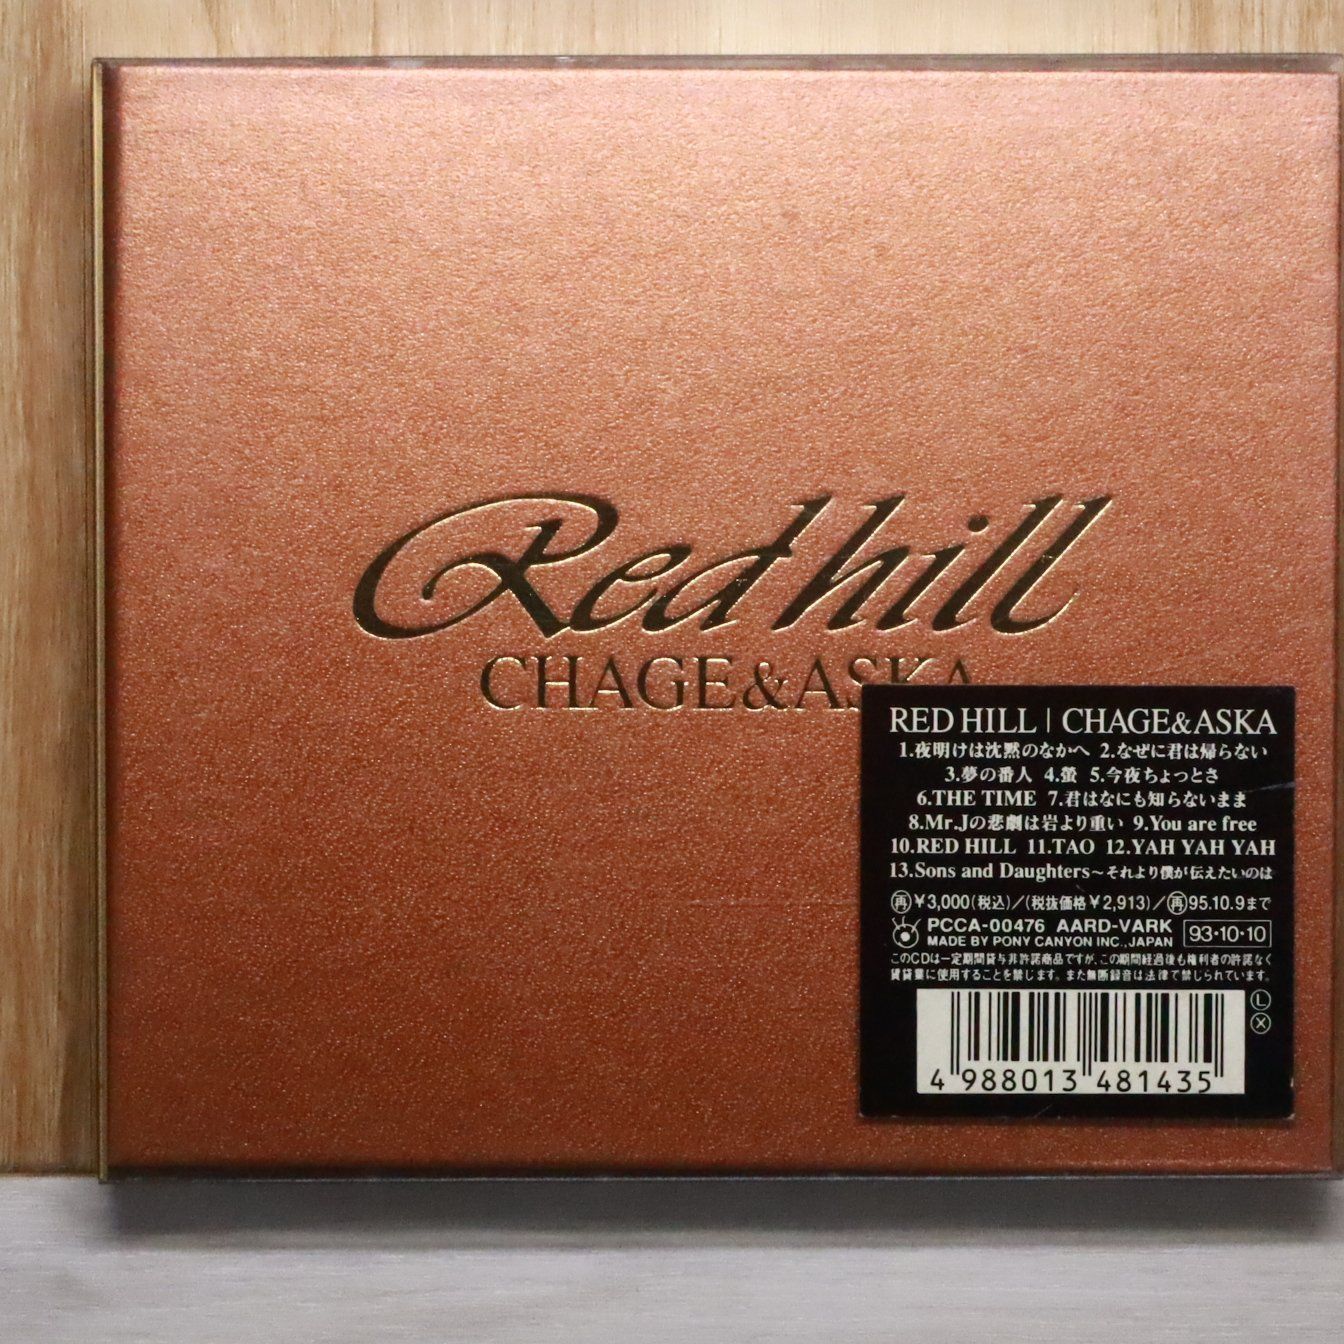 Red hill
CHAGE&ASKA
RED HILL | CHAGE&ASKA
1.夜明けは沈黙のなかへ 2.なぜに君は帰らない
3.夢の番人 4.螢 5.今夜ちょっとさ
6.THE TIME 7.君はなにも知らないまま
8.Mr.Jの悲劇は岩より重い 9.You are free
10.RED HILL 11.TAO 12.YAH YAH YAH
13.Sons and Daughters～それより僕が伝えたいのは
再¥3,000(税込)/(税抜価格¥2,913)/再95.10.9まで
PCCA-00476 AARD-VARK
MADE BY PONY CANYON INC., JAPAN
93・10・10
このCDは一定期間貸与非許諾商品ですが、この期間経過後も権利者の許諾なく
賃貸業に使用することを禁じます。また無断録音は法律で禁じられています。
L
X
4 988013 481435